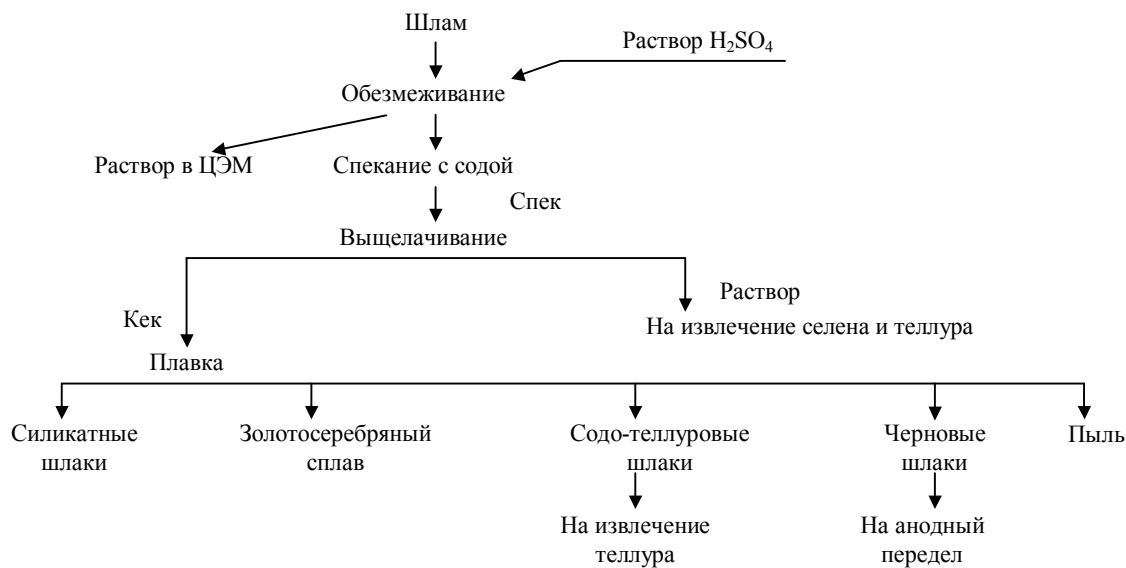 Шлам
Раствор H₂SO₄
Обезмеживание
Раствор в ЦЭМ
Спекание с содой
Спек
Выщелачивание
Раствор
Кек
На извлечение селена и теллура
Плавка
Силикатные
шлаки
Золотосеребряный
сплав
Содо-теллуровые
шлаки
Черновые
шлаки
Пыль
На извлечение
теллура
На анодный
передел